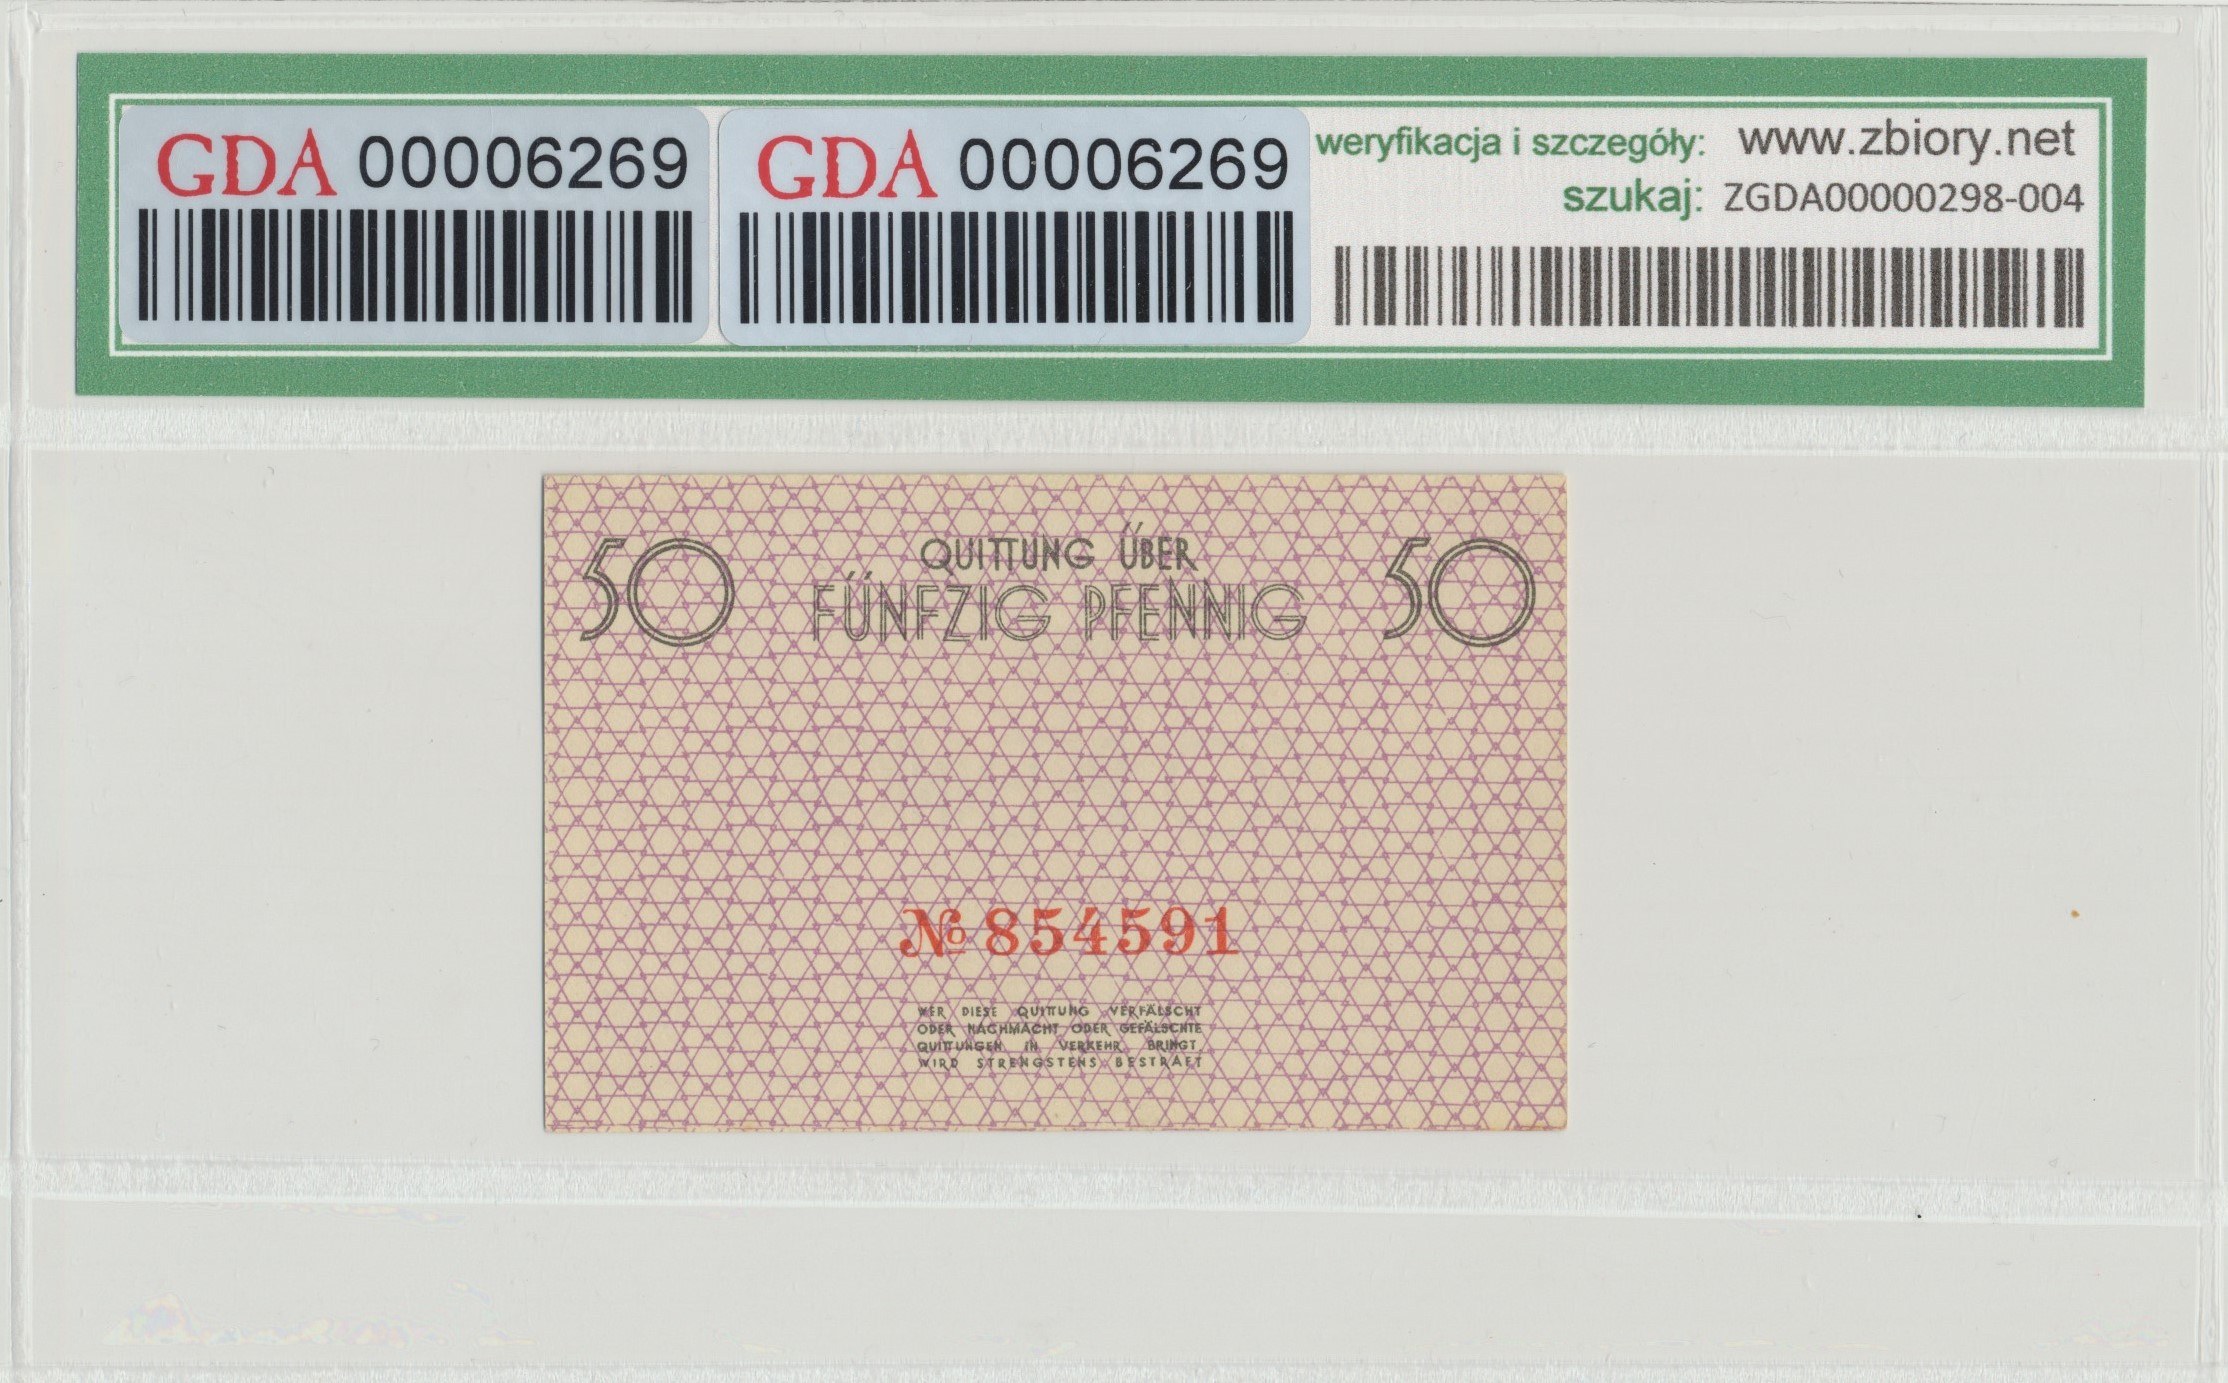 GDA 00006269
GDA 00006269
weryfikacja i szczegóły: www.zbiory.net
szukaj: ZGDA00000298-004
50 QUITTUNG ÜBER 50
FÜNFZIG PFENNIG
№ 854591
WER DIESE QUITTUNG VERFÄLSCHT
ODER NACHMACHT ODER GEFÄLSCHTE
QUITTUNGEN IN VERKEHR BRINGT,
WIRD STRENGSTENS BESTRAFT